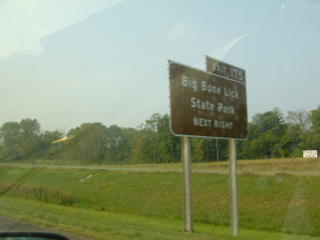 EXIT 175
Big Bone Lick
State Park
NEXT RIGHT